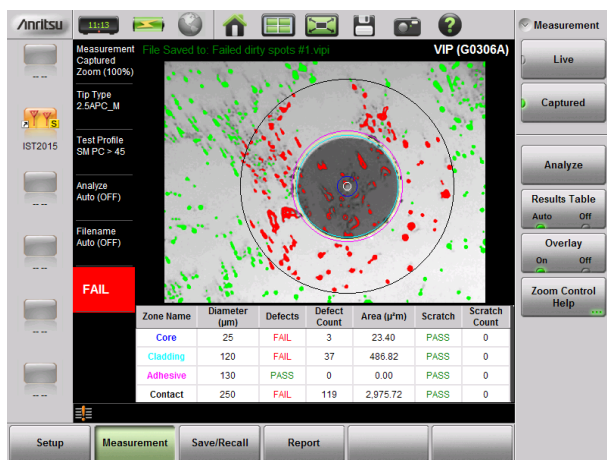 Anritsu
11:13
Measurement
Captured
Zoom (100%)
File Saved to: Failed dirty spots #1.vipi
VIP (G0306A)
Tip Type
2.5APC_M
Test Profile
SM PC > 45
Analyze
Auto (OFF)
Filename
Auto (OFF)
FAIL
-- --
S
IST2015
-- --
-- --
-- --
-- --
Zone Name Diameter (µm) Defects Defect Count Area (µ²m) Scratch Scratch Count
Core 25 FAIL 3 23.40 PASS 0
Cladding 120 FAIL 37 486.82 PASS 0
Adhesive 130 PASS 0 0.00 PASS 0
Contact 250 FAIL 119 2,975.72 PASS 0
Measurement
Live
Captured
Analyze
Results Table
Auto Off
Overlay
On Off
Zoom Control
Help
Setup Measurement Save/Recall Report